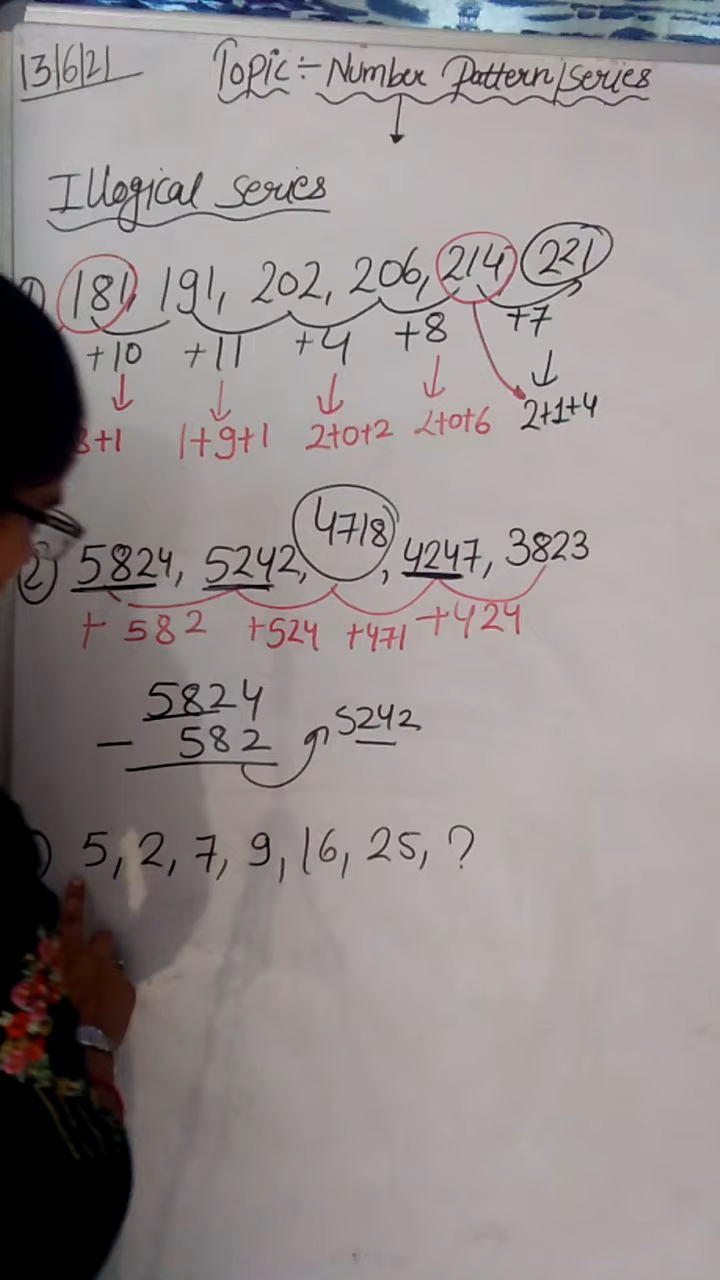 13/6/21 Topic:- Number Pattern/Series
Illogical series
181, 191, 202, 206, 214 221
+10 +11 +4 +8 +7
8+1 1+9+1 2+0+2 2+0+6 2+1+4
2) 5824, 5242, 4718, 4247, 3823
+582 +524 +471 +424
5824
- 582 5242
5, 2, 7, 9, 16, 25, ?